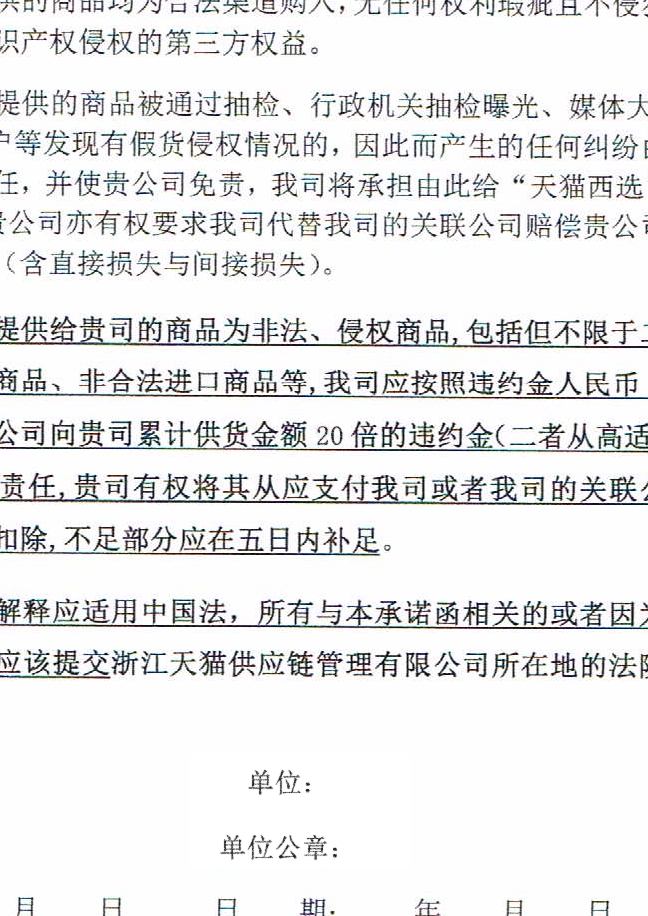 供的商品均为合法渠道购入,无任何权利瑕疵且不侵
识产权侵权的第三方权益。
提供的商品被通过抽检、行政机关抽检曝光、媒体大
户等发现有假货侵权情况的，因此而产生的任何纠纷
任，并使贵公司免责，我司将承担由此给“天猫西选
贵公司亦有权要求我司代替我司的关联公司赔偿贵公司
（含直接损失与间接损失）。
提供给贵司的商品为非法、侵权商品,包括但不限于
商品、非合法进口商品等,我司应按照违约金人民币
公司向贵司累计供货金额 20 倍的违约金(二者从高适
责任,贵司有权将其从应支付我司或者我司的关联公
扣除,不足部分应在五日内补足。
解释应适用中国法，所有与本承诺函相关的或者因
应该提交浙江天猫供应链管理有限公司所在地的法院
单位：
单位公章：
月 日 日 期: 年 月 日